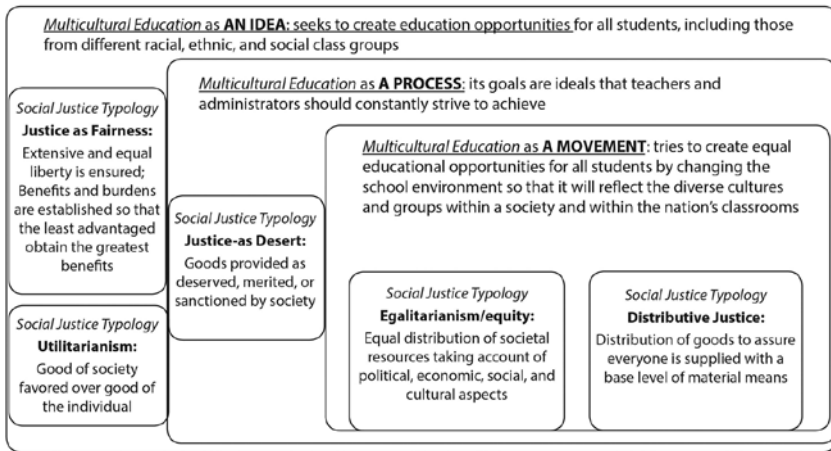 Multicultural Education as AN IDEA: seeks to create education opportunities for all students, including those
from different racial, ethnic, and social class groups
Multicultural Education as A PROCESS: its goals are ideals that teachers and
administrators should constantly strive to achieve
Social Justice Typology
Justice as Fairness:
Extensive and equal
liberty is ensured;
Benefits and burdens
are established so that
the least advantaged
obtain the greatest
benefits
Multicultural Education as A MOVEMENT: tries to create equal
educational opportunities for all students by changing the
school environment so that it will reflect the diverse cultures
and groups within a society and within the nation's classrooms
Social Justice Typology
Justice-as Desert:
Goods provided as
deserved, merited, or
sanctioned by society
Social Justice Typology
Egalitarianism/equity:
Equal distribution of societal
resources taking account of
political, economic, social, and
cultural aspects
Social Justice Typology
Distributive Justice:
Distribution of goods to assure
everyone is supplied with a
base level of material means
Social Justice Typology
Utilitarianism:
Good of society
favored over good of
the individual